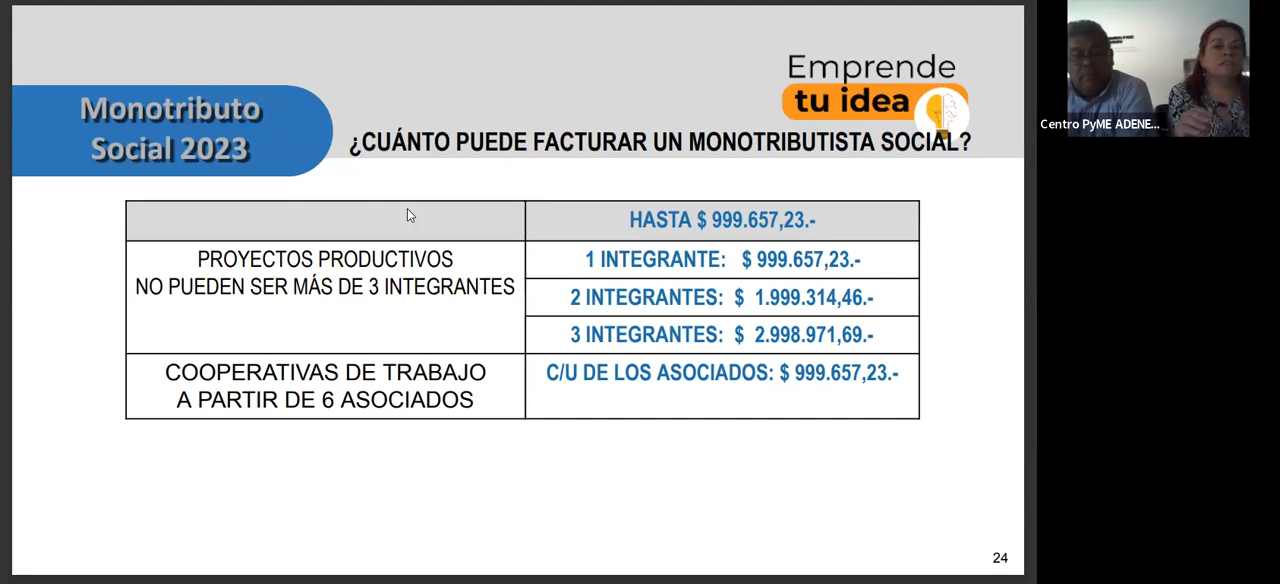 Emprende
tu idea
Monotributo
Social 2023
¿CUÁNTO PUEDE FACTURAR UN MONOTRIBUTISTA SOCIAL?
HASTA $ 999.657,23.-
PROYECTOS PRODUCTIVOS
NO PUEDEN SER MÁS DE 3 INTEGRANTES
1 INTEGRANTE: $ 999.657,23.-
2 INTEGRANTES: $ 1.999.314,46.-
3 INTEGRANTES: $ 2.998.971,69.-
COOPERATIVAS DE TRABAJO
A PARTIR DE 6 ASOCIADOS
C/U DE LOS ASOCIADOS: $ 999.657,23.-
24
Centro PyME ADENE...